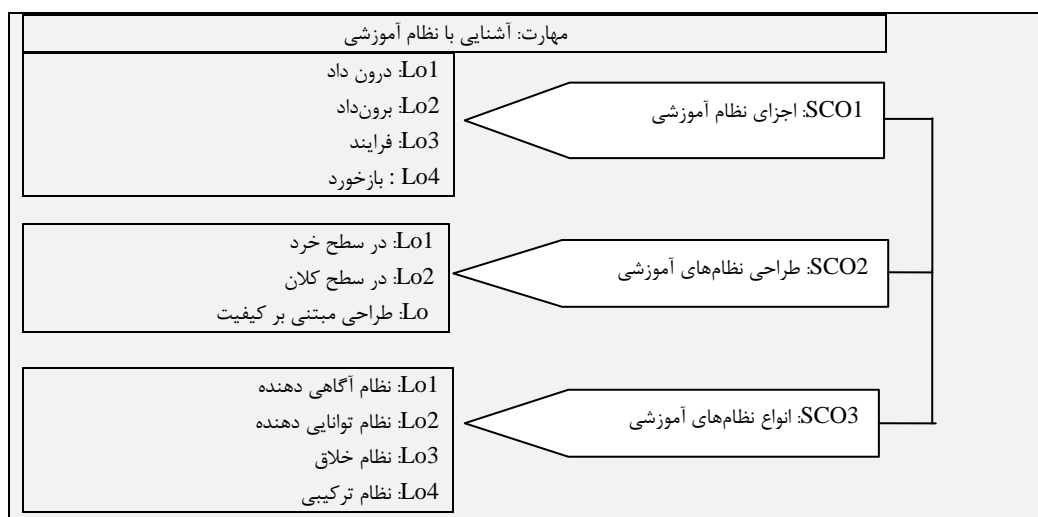 مهارت: آشنایی با نظام آموزشی
SCO1: اجزای نظام آموزشی
Lo1: درون داد
Lo2: برون‌داد
Lo3: فرایند
Lo4 : بازخورد
SCO2: طراحی نظام‌های آموزشی
Lo1: در سطح خرد
Lo2: در سطح کلان
Lo: طراحی مبتنی بر کیفیت
SCO3: انواع نظام‌های آموزشی
Lo1: نظام آگاهی دهنده
Lo2: نظام توانایی دهنده
Lo3: نظام خلاق
Lo4: نظام ترکیبی